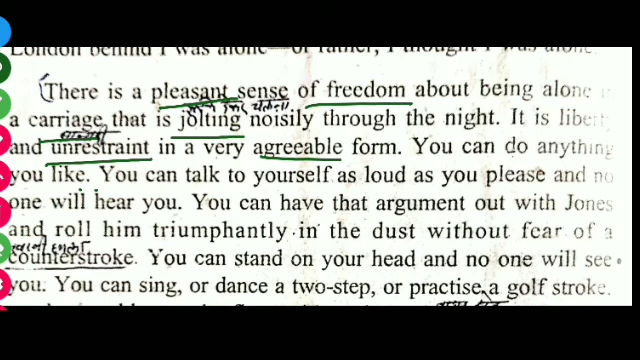 London behind I was alone—or rather, I thought I was alone.
There is a pleasant sense of freedom about being alone
a carriage that is jolting noisily through the night. It is liberty
and unrestraint in a very agreeable form. You can do anything
you like. You can talk to yourself as loud as you please and no
one will hear you. You can have that argument out with Jones
and roll him triumphantly in the dust without fear of a
counterstroke. You can stand on your head and no one will see
you. You can sing, or dance a two-step, or practise a golf stroke.